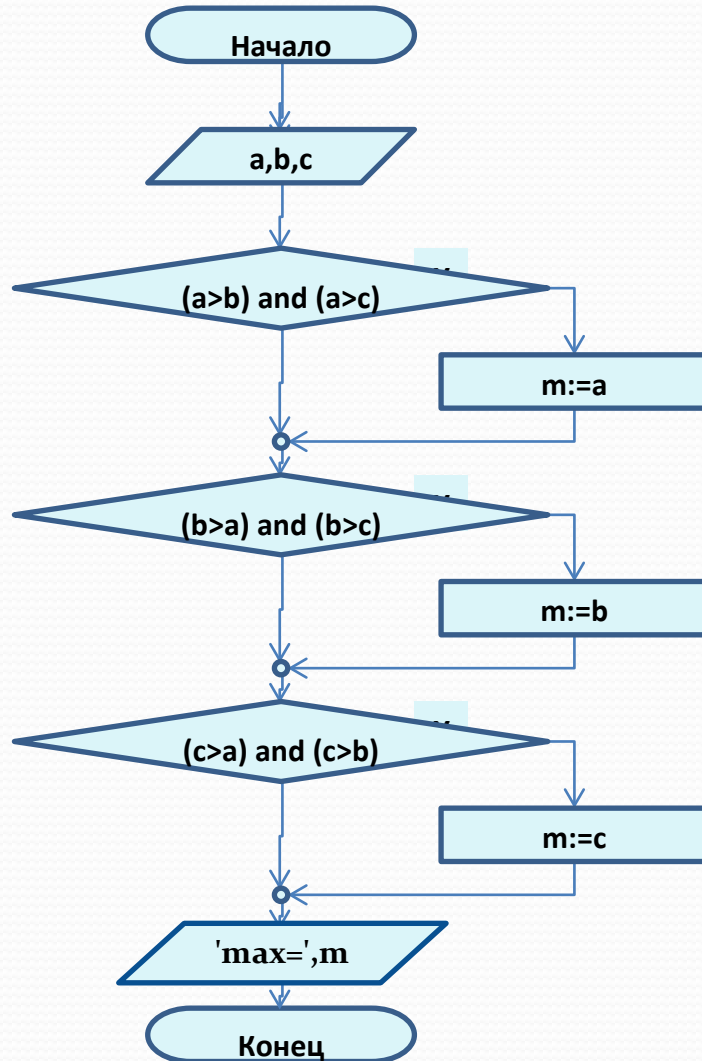 Начало
a,b,c
(a>b) and (a>c)
m:=a
(b>a) and (b>c)
m:=b
(c>a) and (c>b)
m:=c
'max=',m
Конец